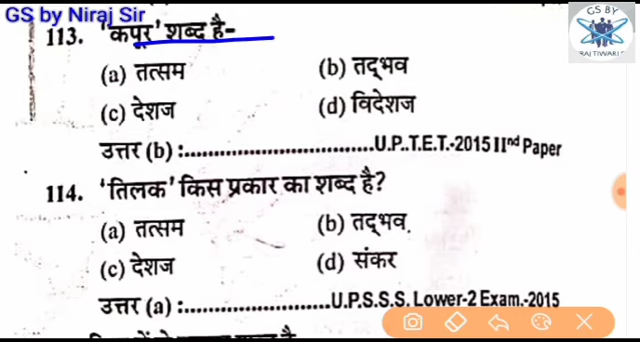 GS by Niraj Sir
GS BY
113. 'कपूर' शब्द है-
(a) तत्सम (b) तद्भव
(c) देशज (d) विदेशज
उत्तर (b) :..................................U.P..T.E.T.-2015 IInd Paper
114. 'तिलक' किस प्रकार का शब्द है?
(a) तत्सम (b) तद्भव.
(c) देशज (d) संकर
उत्तर (a) :..........................U.P.S.S.S. Lower-2 Exam.-2015